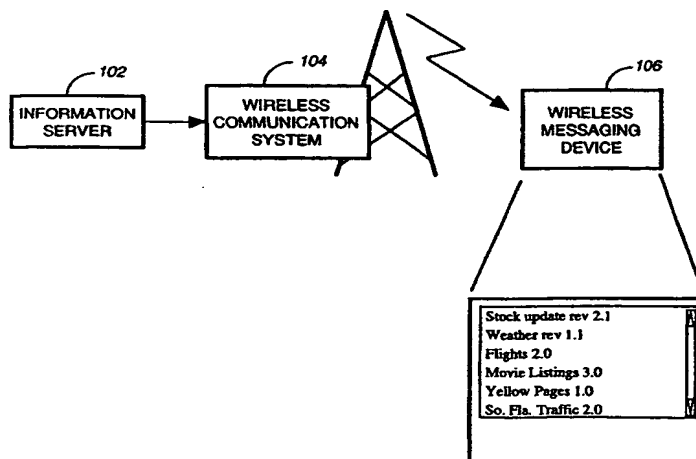 102
INFORMATION
SERVER
104
WIRELESS
COMMUNICATION
SYSTEM
106
WIRELESS
MESSAGING
DEVICE
Stock update rev 2.1
Weather rev 1.1
Flights 2.0
Movie Listings 3.0
Yellow Pages 1.0
So. Fla. Traffic 2.0